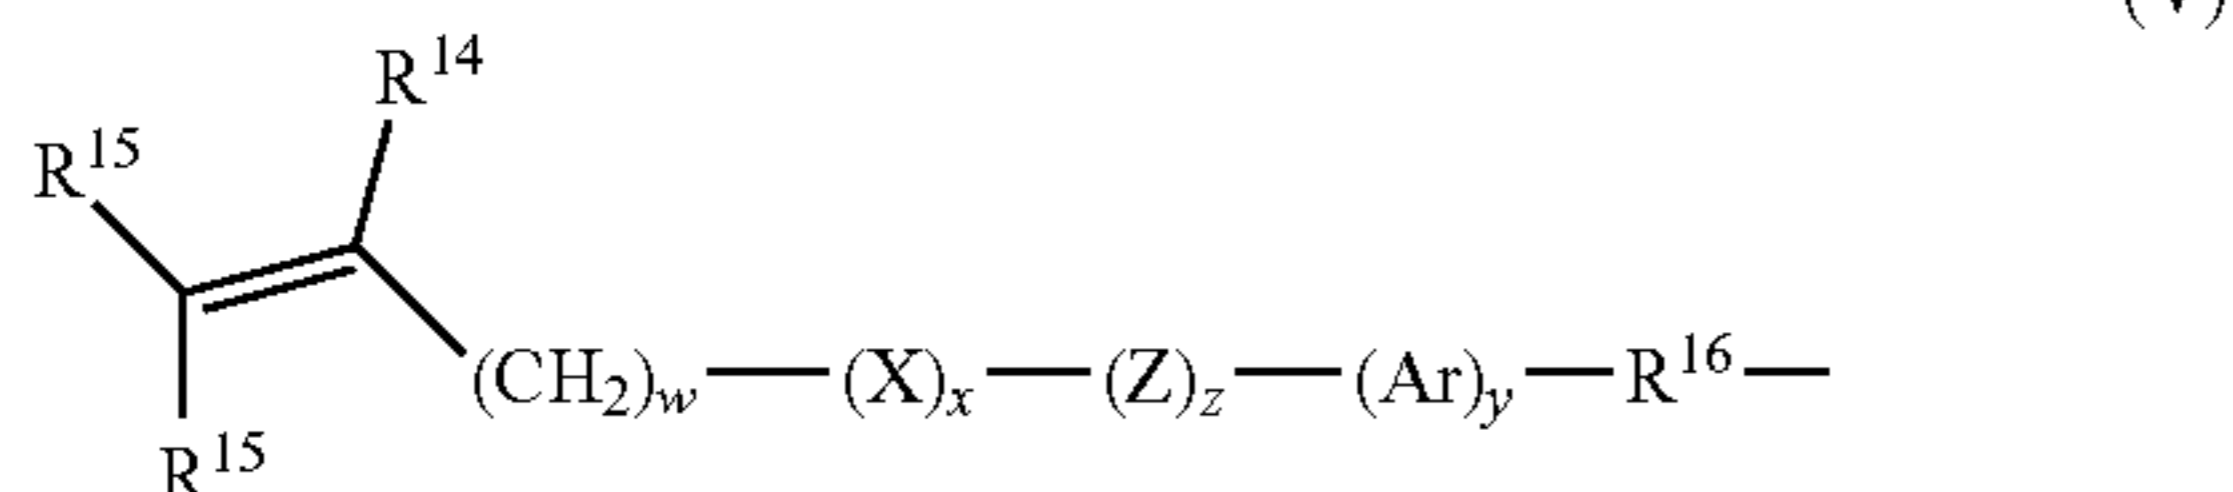 (V)
R¹⁴
R¹⁵
(CH₂)w—(X)x—(Z)z—(Ar)y—R¹⁶—
R¹⁵